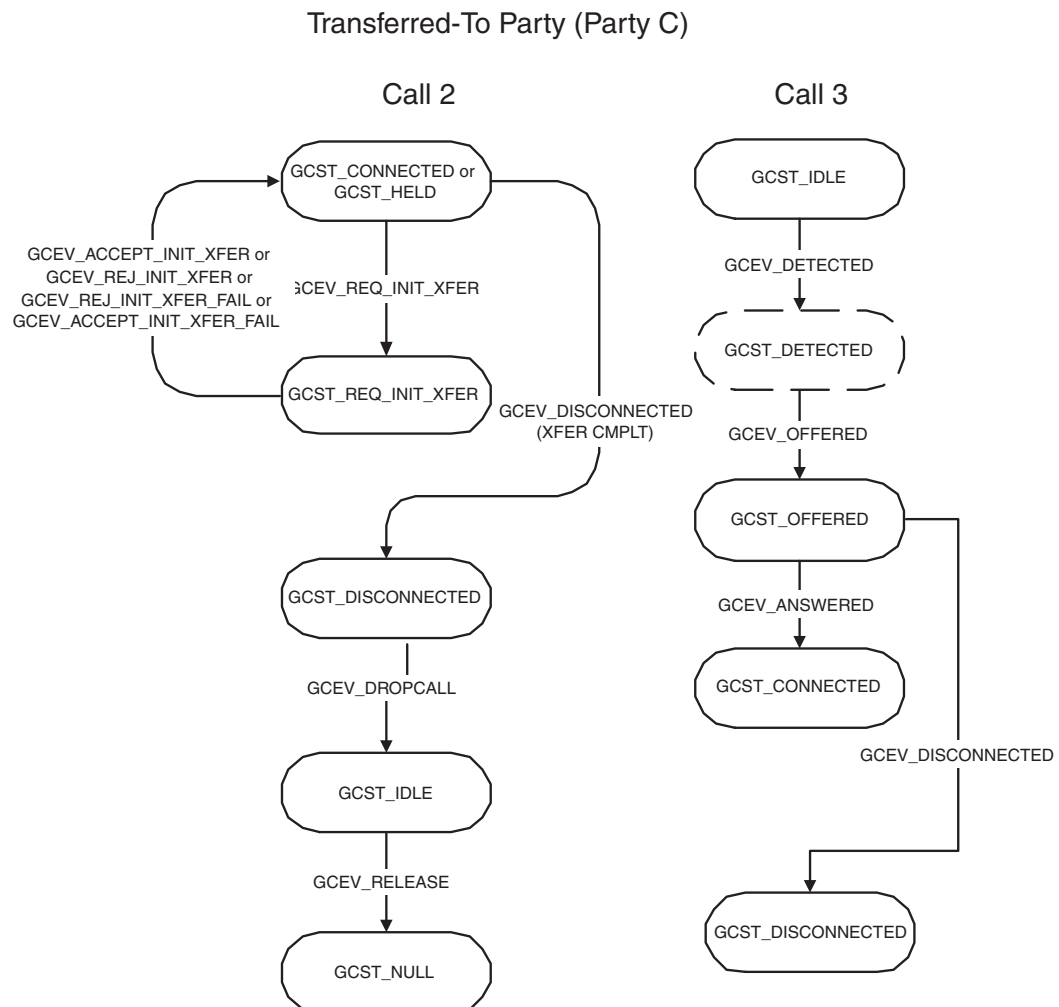 Transferred-To Party (Party C)
Call 2
GCST_CONNECTED or
GCST_HELD
GCEV_ACCEPT_INIT_XFER or
GCEV_REJ_INIT_XFER or
GCEV_REJ_INIT_XFER_FAIL or
GCEV_ACCEPT_INIT_XFER_FAIL
GCEV_REQ_INIT_XFER
GCST_REQ_INIT_XFER
GCEV_DISCONNECTED
(XFER CMPLT)
GCST_DISCONNECTED
GCEV_DROPCALL
GCST_IDLE
GCEV_RELEASE
GCST_NULL
Call 3
GCST_IDLE
GCEV_DETECTED
GCST_DETECTED
GCEV_OFFERED
GCST_OFFERED
GCEV_ANSWERED
GCST_CONNECTED
GCEV_DISCONNECTED
GCST_DISCONNECTED